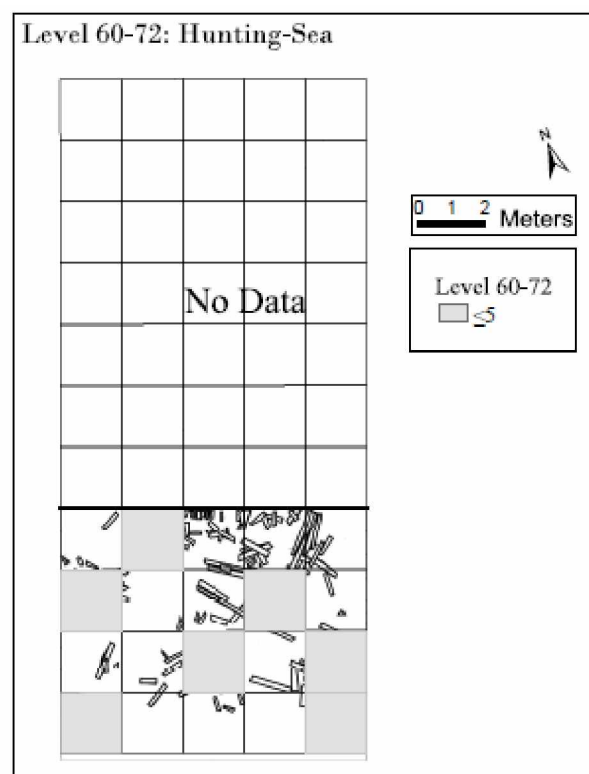 Level 60-72: Hunting-Sea
N
0 1 2 Meters
No Data
Level 60-72
≤5